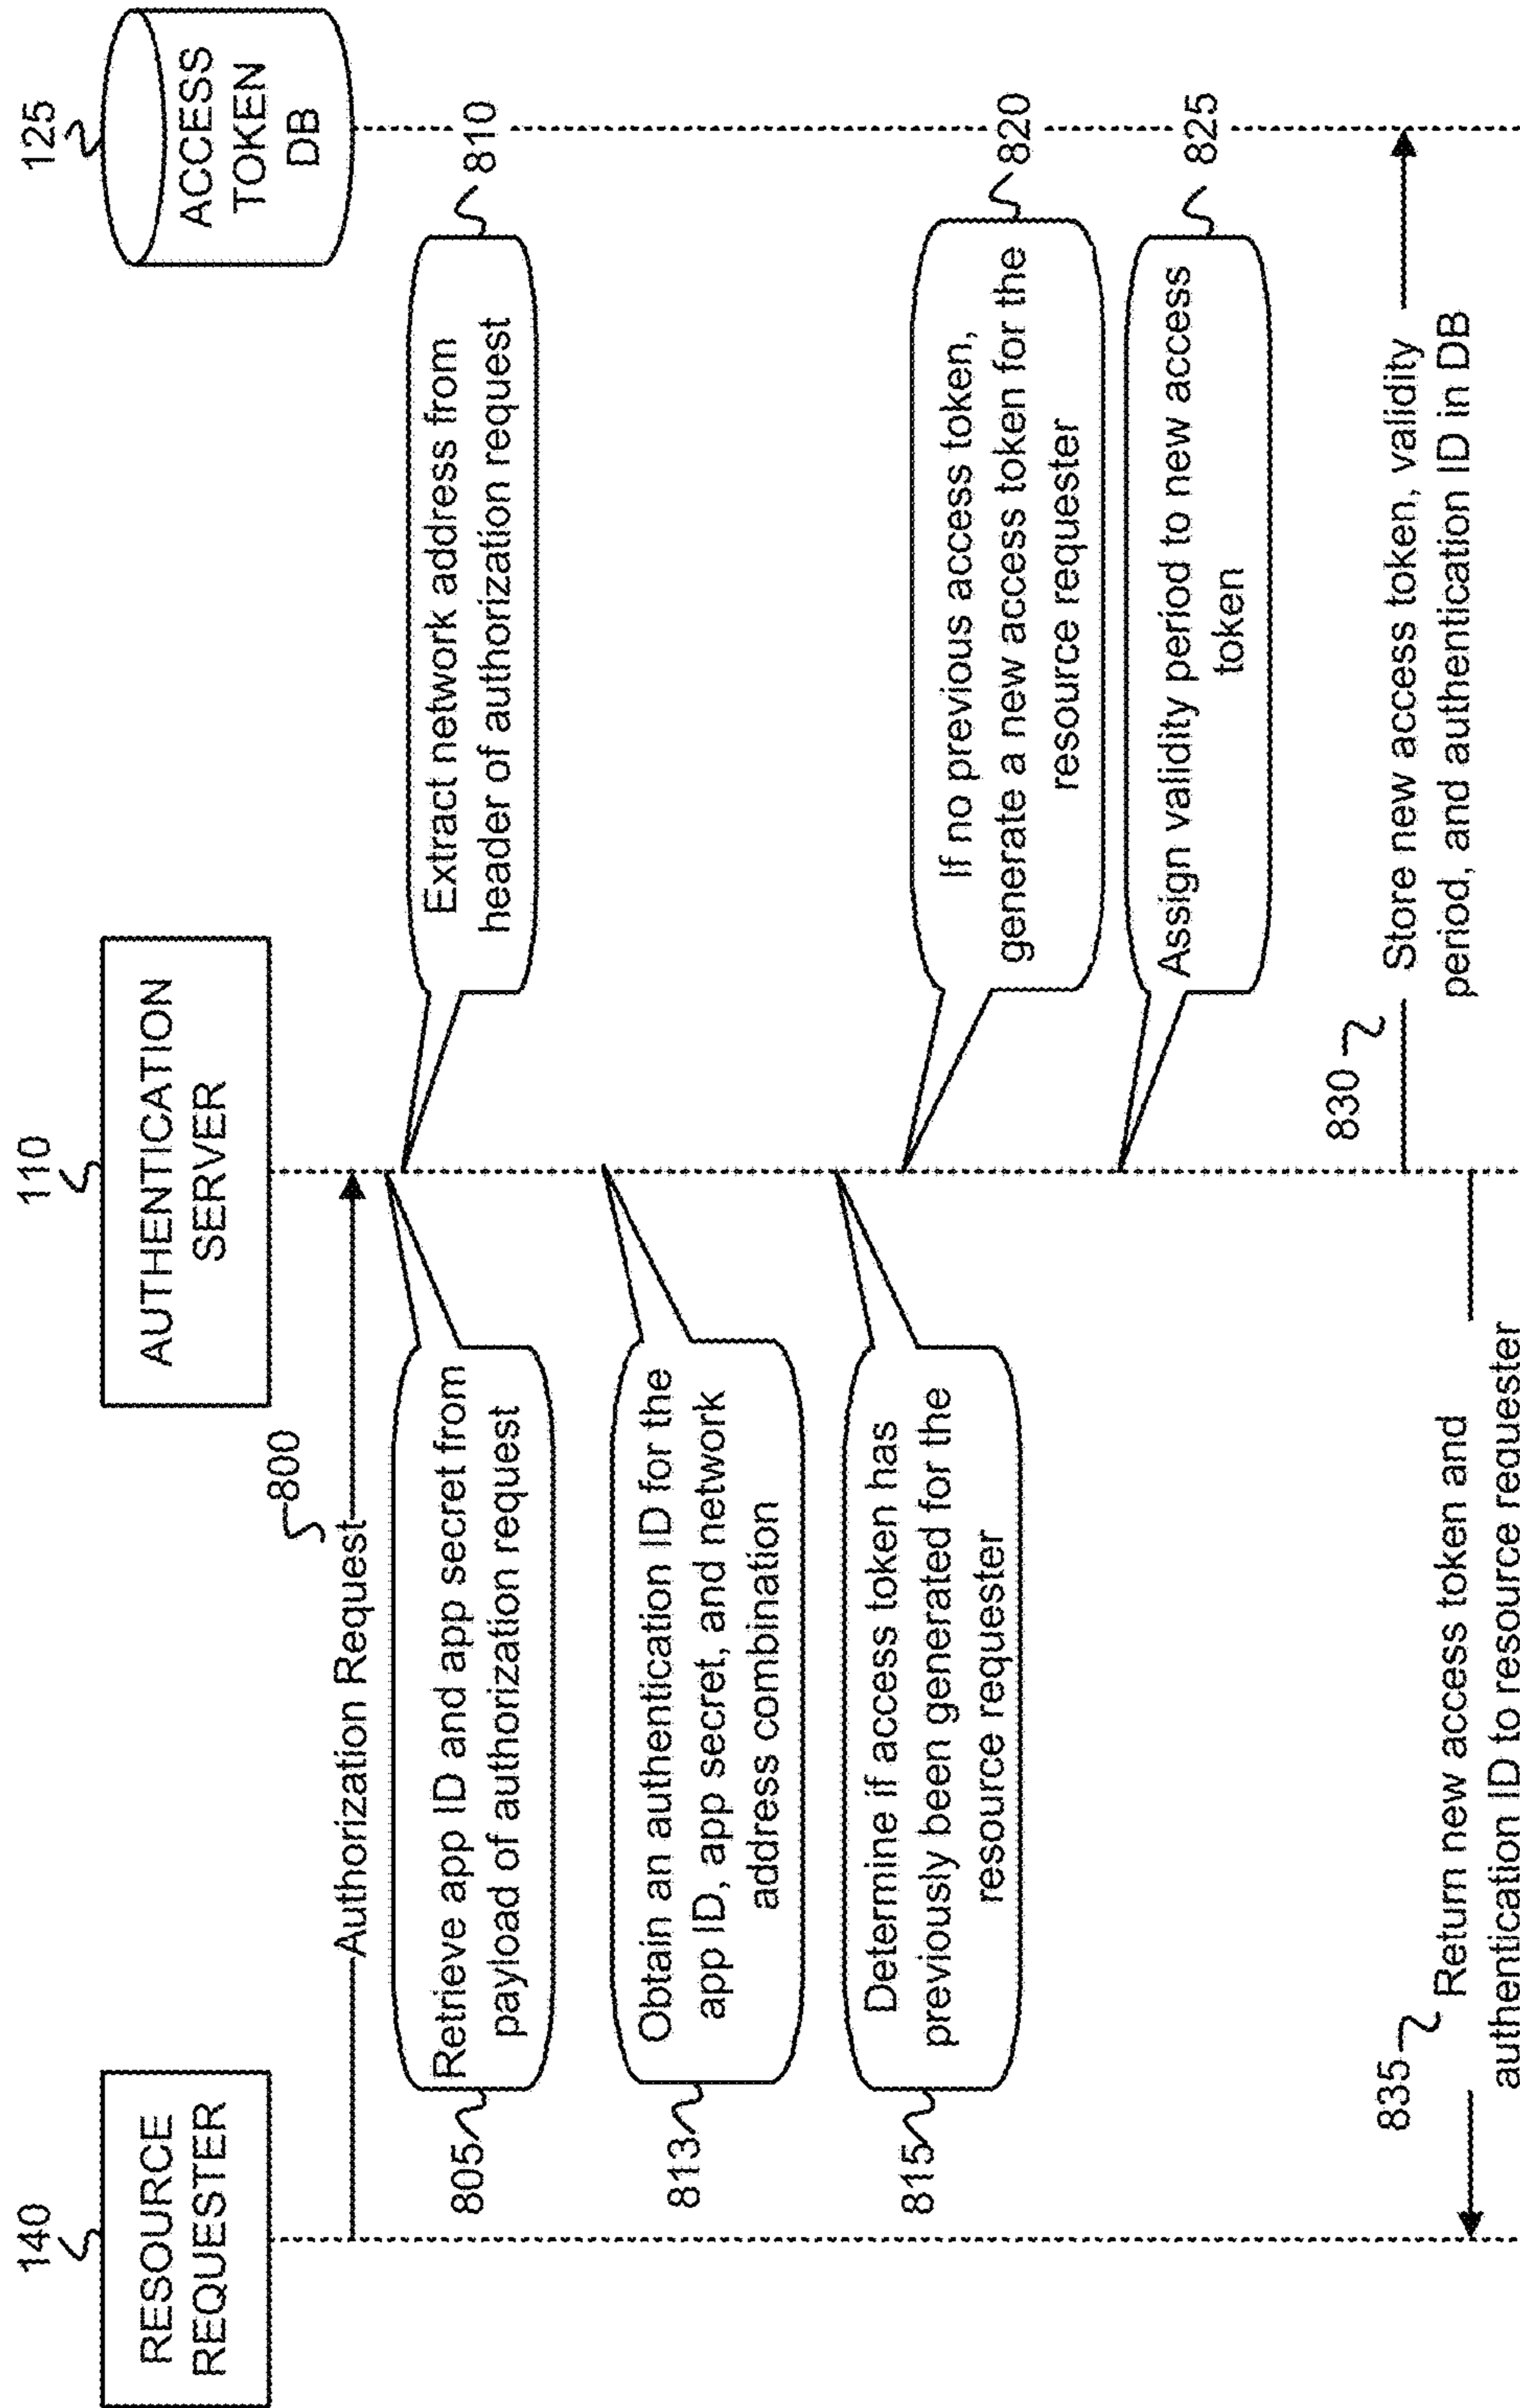 140
RESOURCE
REQUESTER
110
AUTHENTICATION
SERVER
125
ACCESS
TOKEN
DB
800
Authorization Request
805
Retrieve app ID and app secret from
payload of authorization request
Extract network address from
header of authorization request
810
813
Obtain an authentication ID for the
app ID, app secret, and network
address combination
815
Determine if access token has
previously been generated for the
resource requester
If no previous access token,
generate a new access token for the
resource requester
820
Assign validity period to new access
token
825
830
Store new access token, validity
period, and authentication ID in DB
835
Return new access token and
authentication ID to resource requester